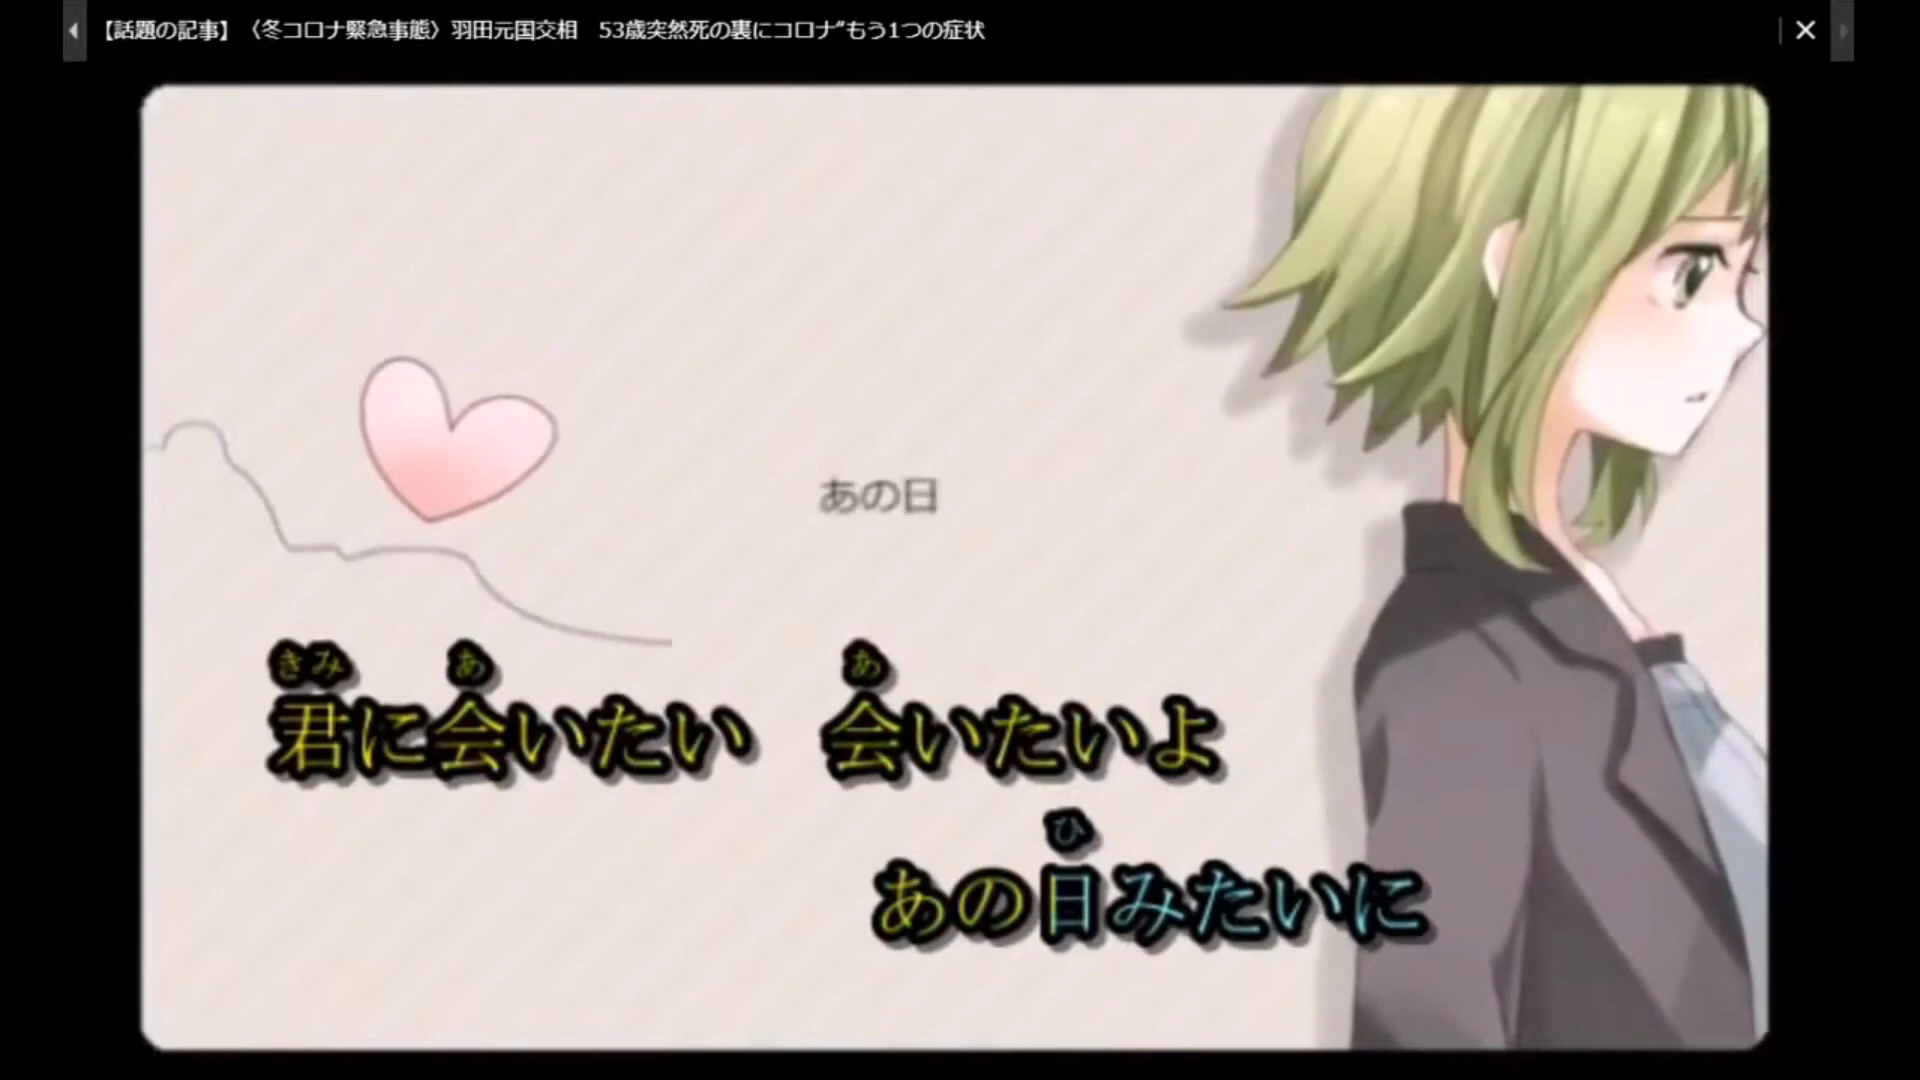 【話題の記事】〈冬コロナ緊急事態〉羽田元国交相　53歳突然死の裏にコロナ“もう1つの症状
あの日
きみ　あ　あ
君に会いたい　会いたいよ
ひ
あの日みたいに